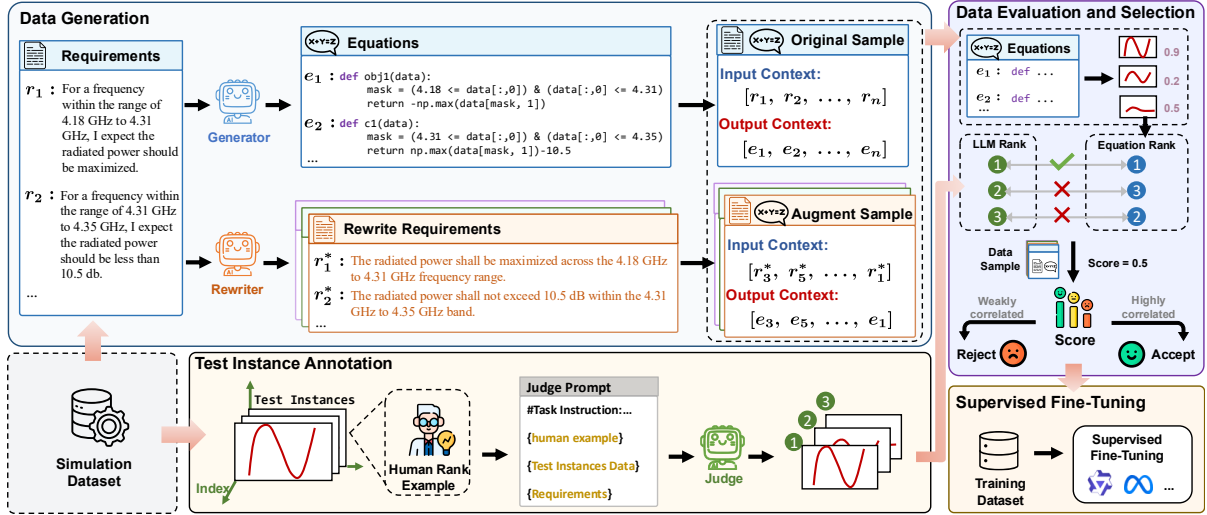 Data Generation
Requirements
r1 : For a frequency
within the range of
4.18 GHz to 4.31
GHz, I expect the
radiated power should
be maximized.
r2 : For a frequency within
the range of 4.31 GHz
to 4.35 GHz, I expect
the radiated power
should be less than
10.5 db.
...
AI
Generator
AI
Rewriter
X+Y=Z
Equations
e1 : def obj1(data):
mask = (4.18 <= data[:,0]) & (data[:,0] <= 4.31)
return -np.max(data[mask, 1])
e2 : def c1(data):
mask = (4.31 <= data[:,0]) & (data[:,0] <= 4.35)
return np.max(data[mask, 1])-10.5
...
Rewrite Requirements
r1* : The radiated power shall be maximized across the 4.18 GHz
to 4.31 GHz frequency range.
r2* : The radiated power shall not exceed 10.5 dB within the 4.31
GHz to 4.35 GHz band.
...
X+Y=Z
Original Sample
Input Context:
[r1, r2, ..., rn]
Output Context:
[e1, e2, ..., en]
X+Y=Z
Augment Sample
Input Context:
[r3*, r5*, ..., r1*]
Output Context:
[e3, e5, ..., e1]
Data Evaluation and Selection
X+Y=Z
Equations
e1 : def ...
e2 : def ...
...
0.9
0.2
0.5
LLM Rank
Equation Rank
1
1
2
3
3
2
Data
Sample
Score = 0.5
Weakly
correlated
Highly
correlated
Score
Reject
Accept
Simulation
Dataset
Test Instance Annotation
Test Instances
Index
Human Rank
Example
Judge Prompt
#Task Instruction:...
{human example}
{Test Instances Data}
{Requirements}
AI
Judge
3
2
1
Supervised Fine-Tuning
Training
Dataset
Supervised
Fine-Tuning
...